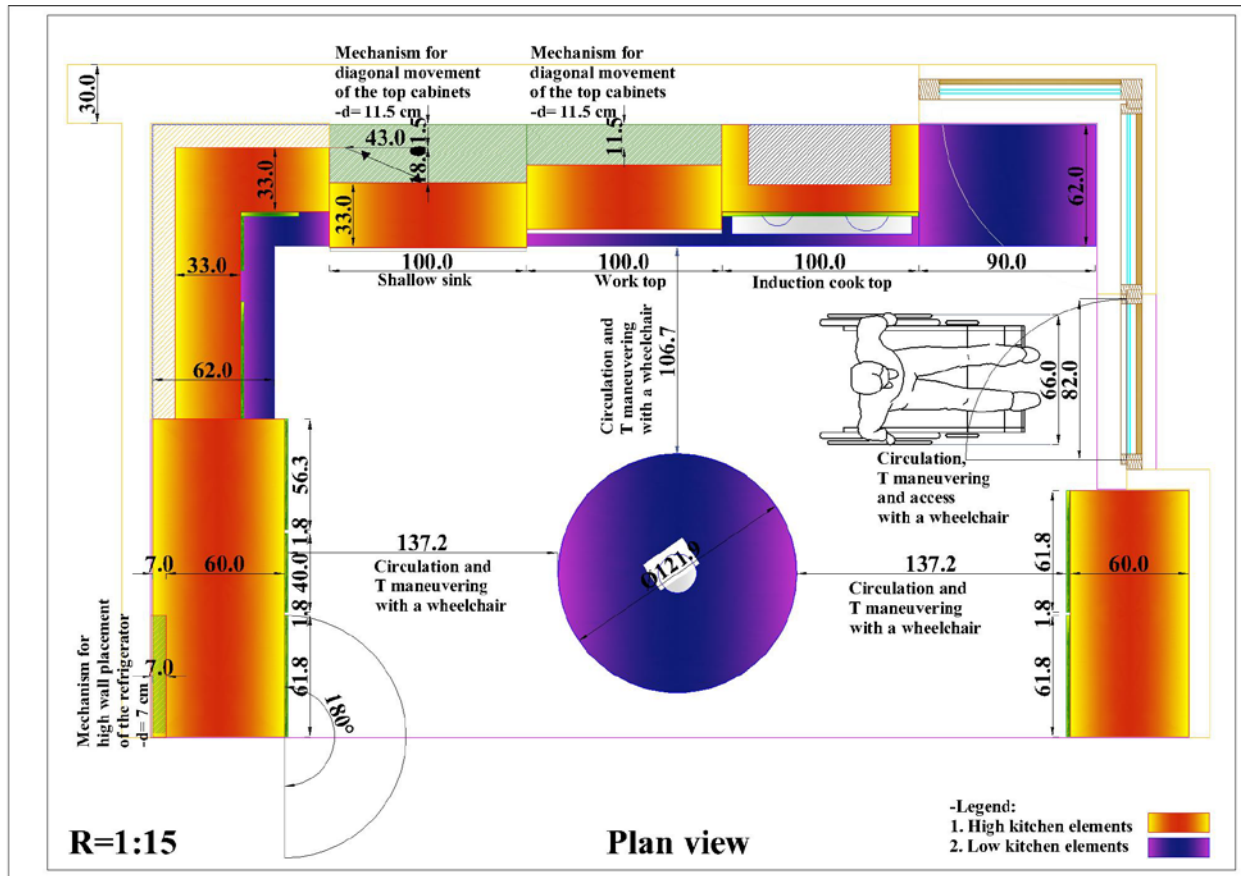 Mechanism for
diagonal movement
of the top cabinets
-d= 11.5 cm
Mechanism for
diagonal movement
of the top cabinets
-d= 11.5 cm
30.0
43.0
11.5
18.0
11.5
33.0
33.0
62.0
33.0
100.0
100.0
100.0
90.0
Shallow sink
Work top
Induction cook top
62.0
Circulation and
T maneuvering
with a wheelchair
106.7
66.0
82.0
Circulation,
T maneuvering
and access
with a wheelchair
56.3
1.8
40.0
1.8
61.8
7.0
60.0
7.0
137.2
Circulation and
T maneuvering
with a wheelchair
Ø121.9
137.2
Circulation and
T maneuvering
with a wheelchair
61.8
1.8
61.8
60.0
Mechanism for
high wall placement
of the refrigerator
-d= 7 cm
180°
R=1:15
Plan view
-Legend:
1. High kitchen elements
2. Low kitchen elements